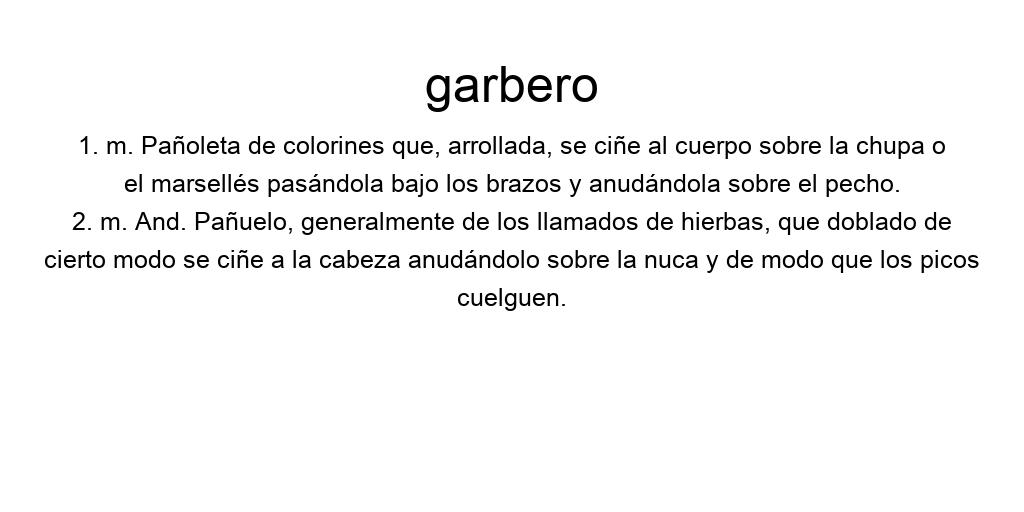 garbero
1. m. Pañoleta de colorines que, arrollada, se ciñe al cuerpo sobre la chupa o
el marsellés pasándola bajo los brazos y anudándola sobre el pecho.
2. m. And. Pañuelo, generalmente de los llamados de hierbas, que doblado de
cierto modo se ciñe a la cabeza anudándolo sobre la nuca y de modo que los picos
cuelguen.